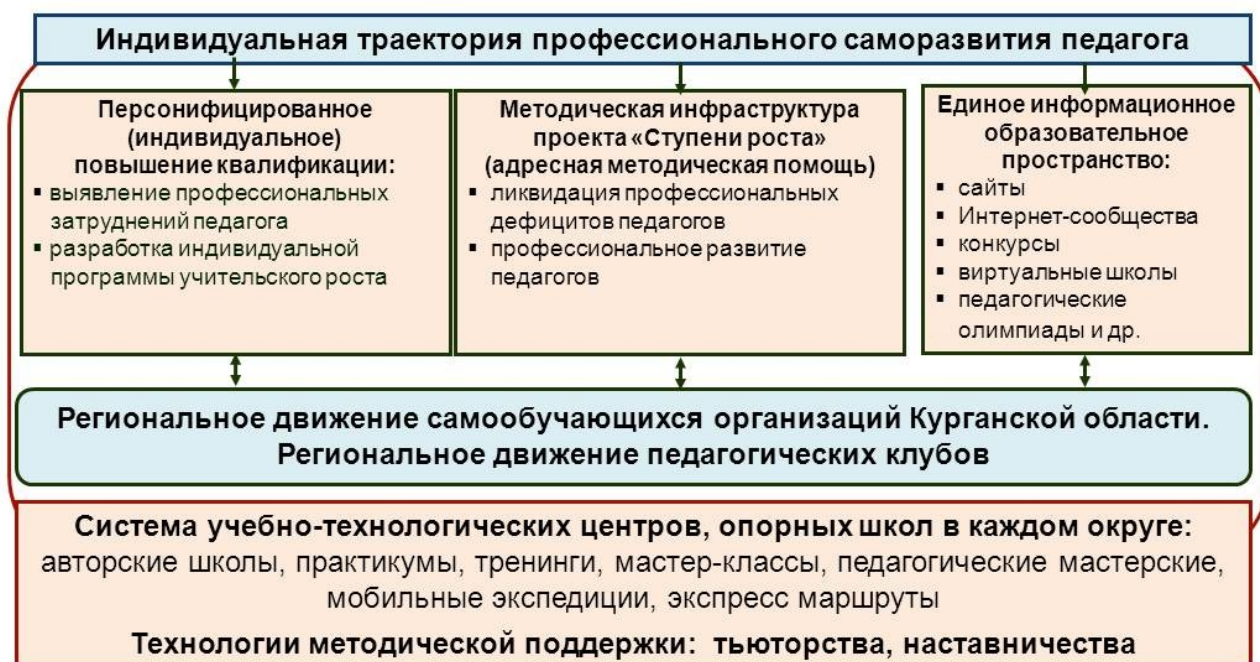 Индивидуальная траектория профессионального саморазвития педагога
Персонифицированное
(индивидуальное)
повышение квалификации:
▪ выявление профессиональных
затруднений педагога
▪ разработка индивидуальной
программы учительского роста
Методическая инфраструктура
проекта «Ступени роста»
(адресная методическая помощь)
▪ ликвидация профессиональных
дефицитов педагогов
▪ профессиональное развитие
педагогов
Единое информационное
образовательное
пространство:
▪ сайты
▪ Интернет-сообщества
▪ конкурсы
▪ виртуальные школы
▪ педагогические
олимпиады и др.
Региональное движение самообучающихся организаций Курганской области.
Региональное движение педагогических клубов
Система учебно-технологических центров, опорных школ в каждом округе:
авторские школы, практикумы, тренинги, мастер-классы, педагогические мастерские,
мобильные экспедиции, экспресс маршруты
Технологии методической поддержки: тьюторства, наставничества